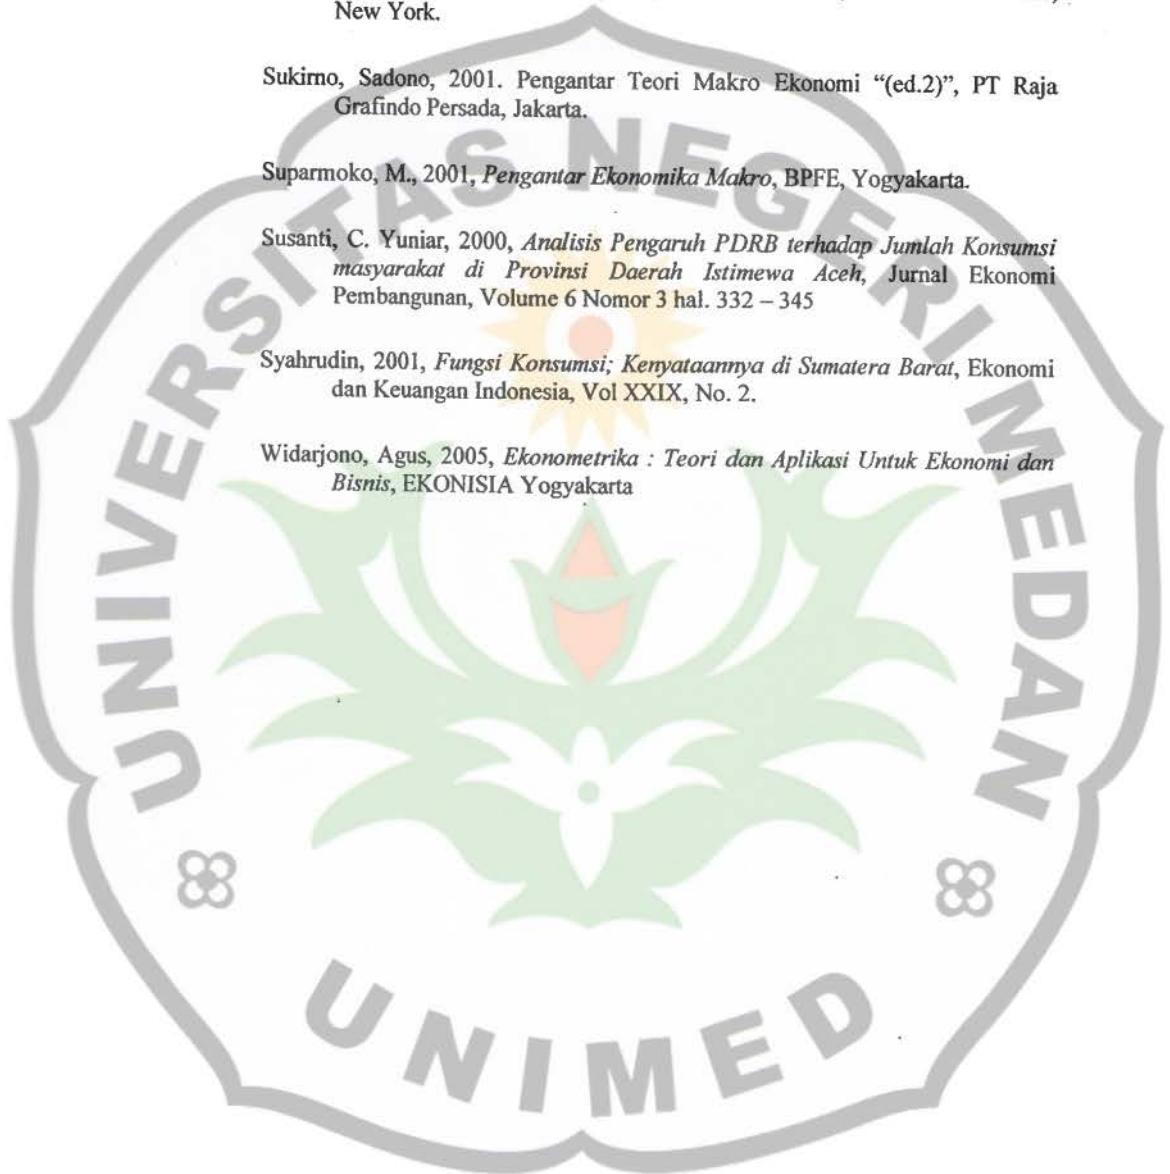 New York.
Sukirno, Sadono, 2001. Pengantar Teori Makro Ekonomi “(ed.2)”, PT Raja
Grafindo Persada, Jakarta.
Suparmoko, M., 2001, Pengantar Ekonomika Makro, BPFE, Yogyakarta.
Susanti, C. Yuniar, 2000, Analisis Pengaruh PDRB terhadap Jumlah Konsumsi
masyarakat di Provinsi Daerah Istimewa Aceh, Jurnal Ekonomi
Pembangunan, Volume 6 Nomor 3 hal. 332 – 345
Syahrudin, 2001, Fungsi Konsumsi; Kenyataannya di Sumatera Barat, Ekonomi
dan Keuangan Indonesia, Vol XXIX, No. 2.
Widarjono, Agus, 2005, Ekonometrika : Teori dan Aplikasi Untuk Ekonomi dan
Bisnis, EKONISIA Yogyakarta
UNIVERSITAS NEGERI MEDAN
UNIMED